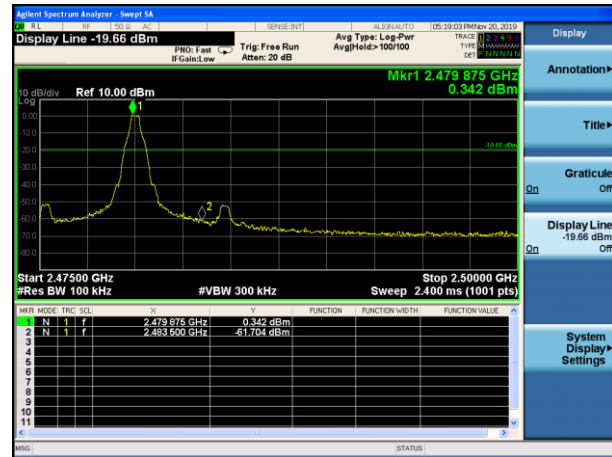 Agilent Spectrum Analyzer - Swept SA
RL RF 50 Ω AC SENSE:INT ALIGNAUTO 05:19:03 PMNov 20, 2019
Display Line -19.66 dBm
PNO: Fast
IFGain:Low
Trig: Free Run
Atten: 20 dB
Avg Type: Log-Pwr
Avg|Hold:> 100/100
TRACE 1 2 3 4 5 6
TYPE M
DET P N N N N N
Mkr1 2.479 875 GHz
0.342 dBm
10 dB/div Ref 10.00 dBm
Log
1
0.00
-10.0
-19.66 dBm
-20.0
-30.0
-40.0
-50.0
2
-60.0
-70.0
-80.0
Start 2.47500 GHz Stop 2.50000 GHz
#Res BW 100 kHz #VBW 300 kHz Sweep 2.400 ms (1001 pts)
MKR MODE TRC SCL X Y FUNCTION FUNCTION WIDTH FUNCTION VALUE
1 N 1 f 2.479 875 GHz 0.342 dBm
2 N 1 f 2.483 500 GHz -61.704 dBm
3
4
5
6
7
8
9
10
11
MSG STATUS
Display
Annotation
Title
Graticule
On Off
Display Line
-19.66 dBm
On Off
System
Display
Settings